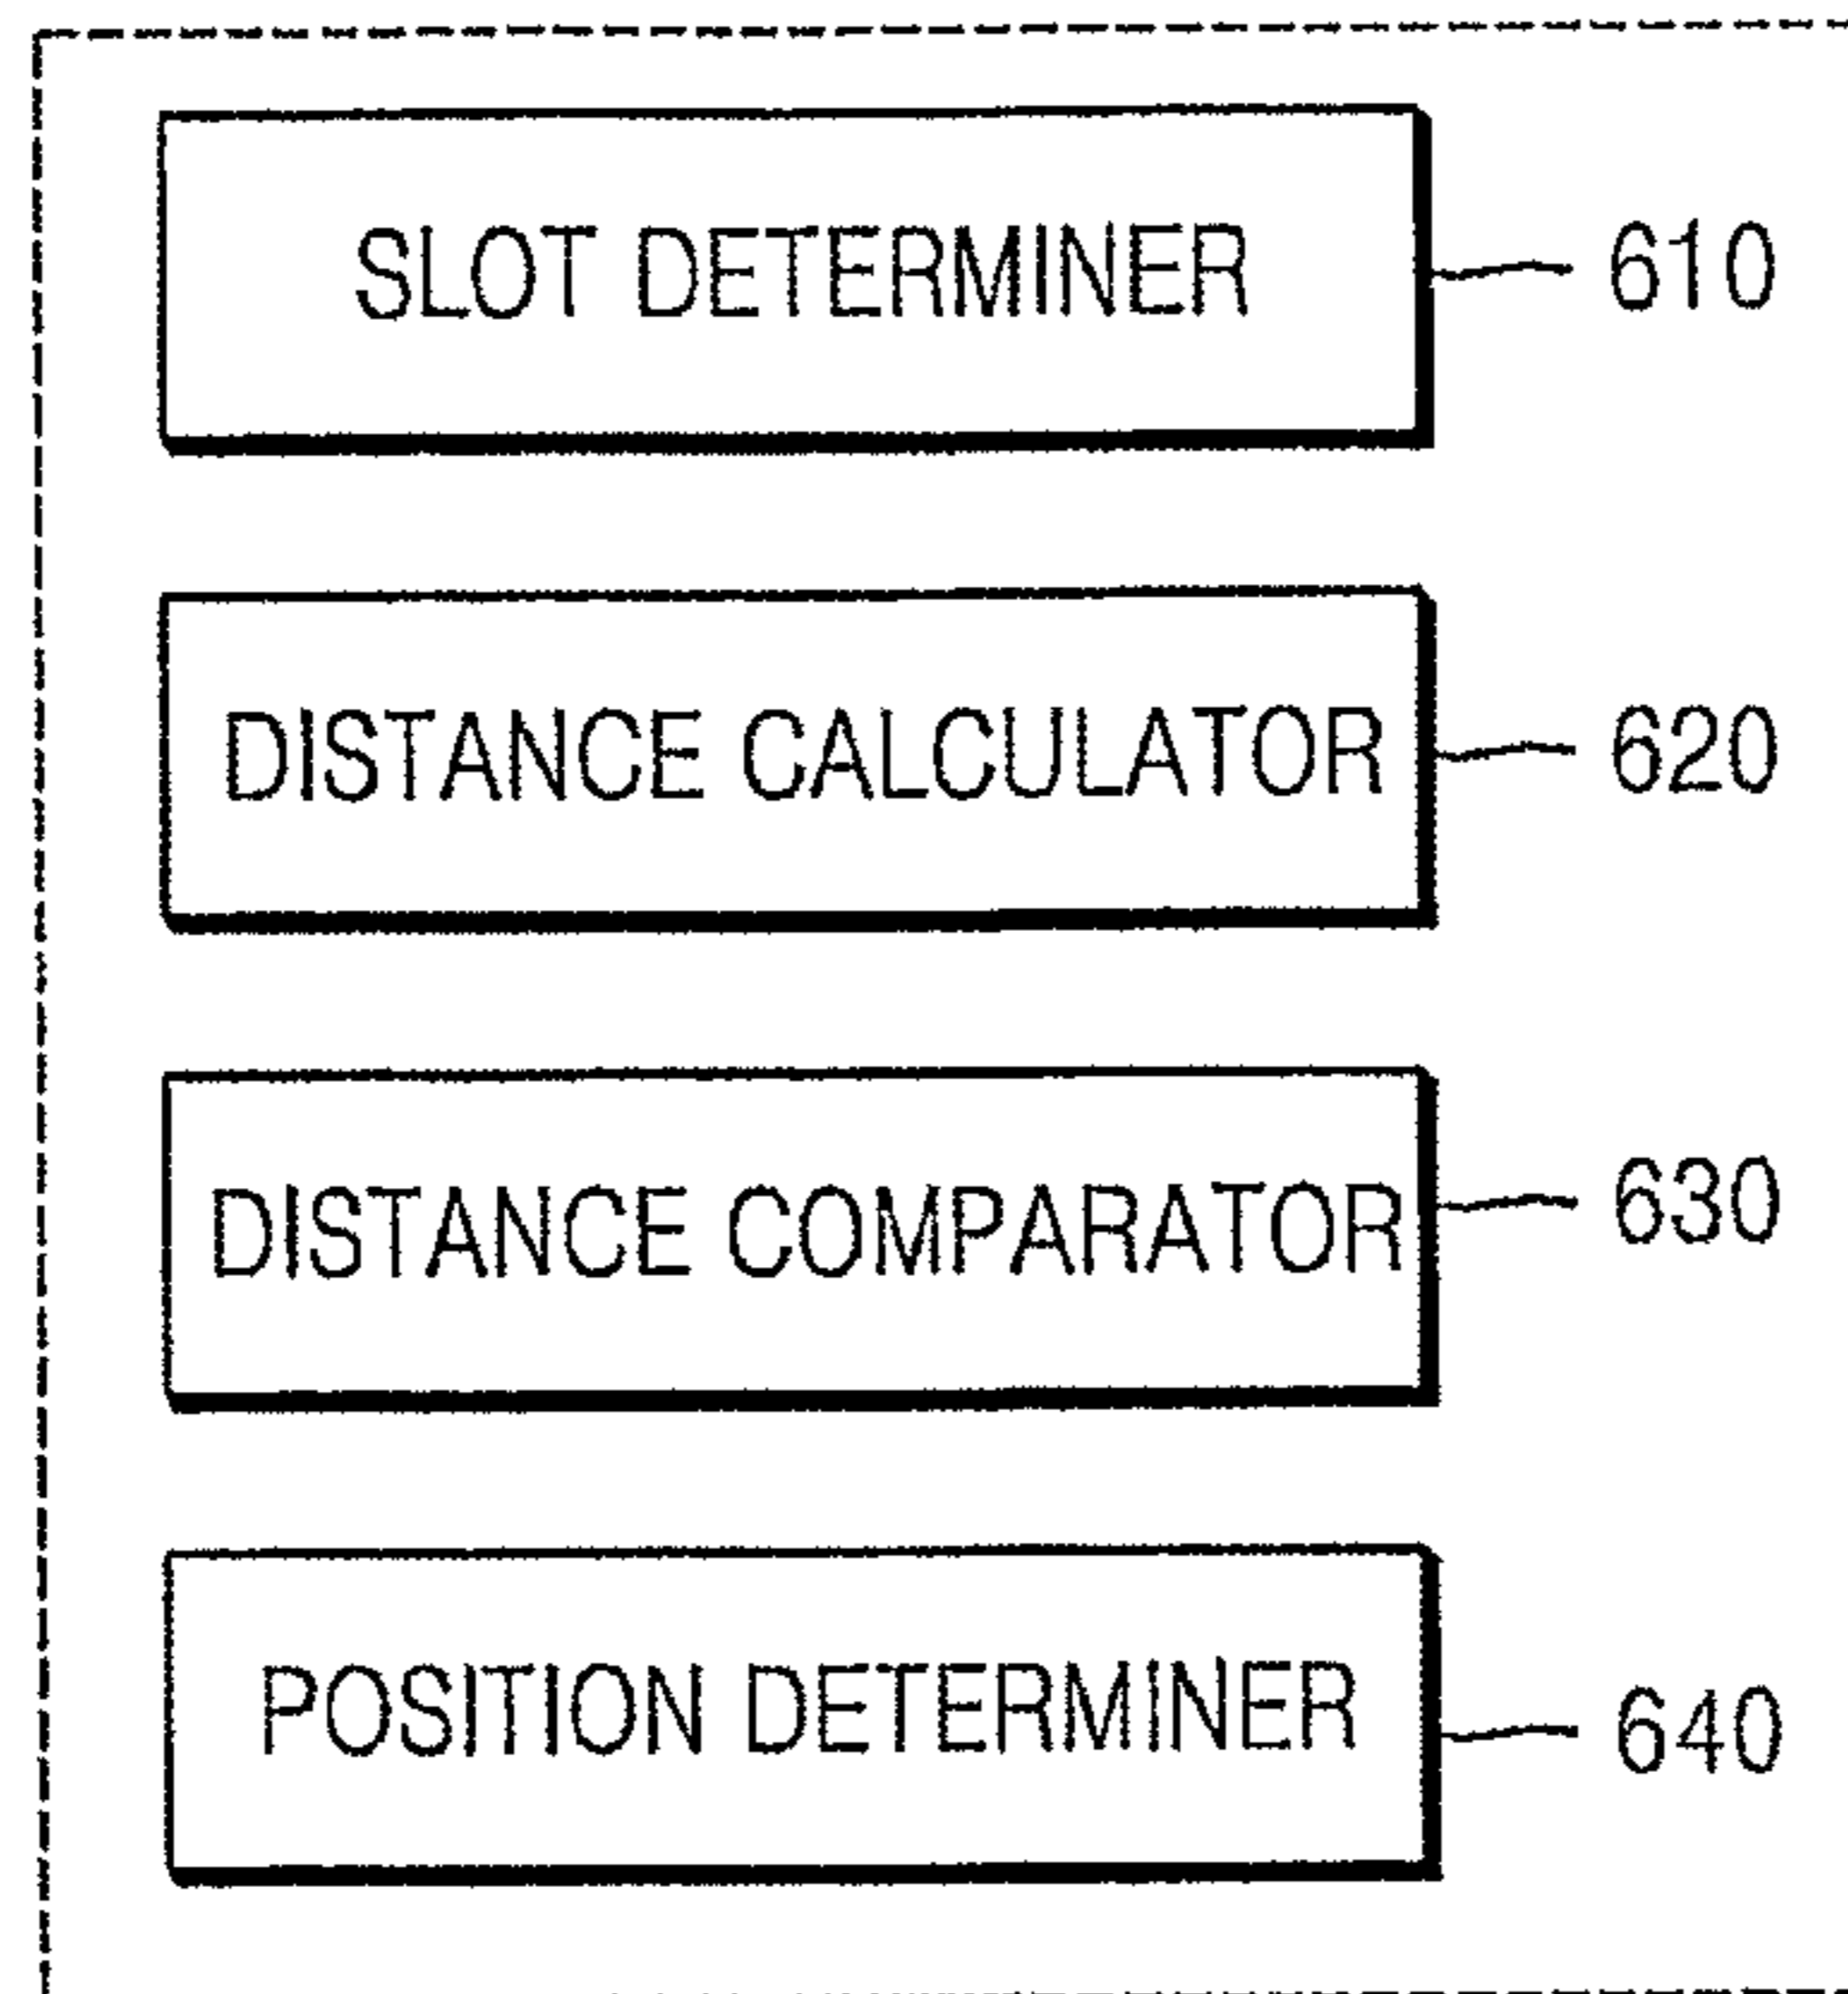 SLOT DETERMINER 610
DISTANCE CALCULATOR 620
DISTANCE COMPARATOR 630
POSITION DETERMINER 640